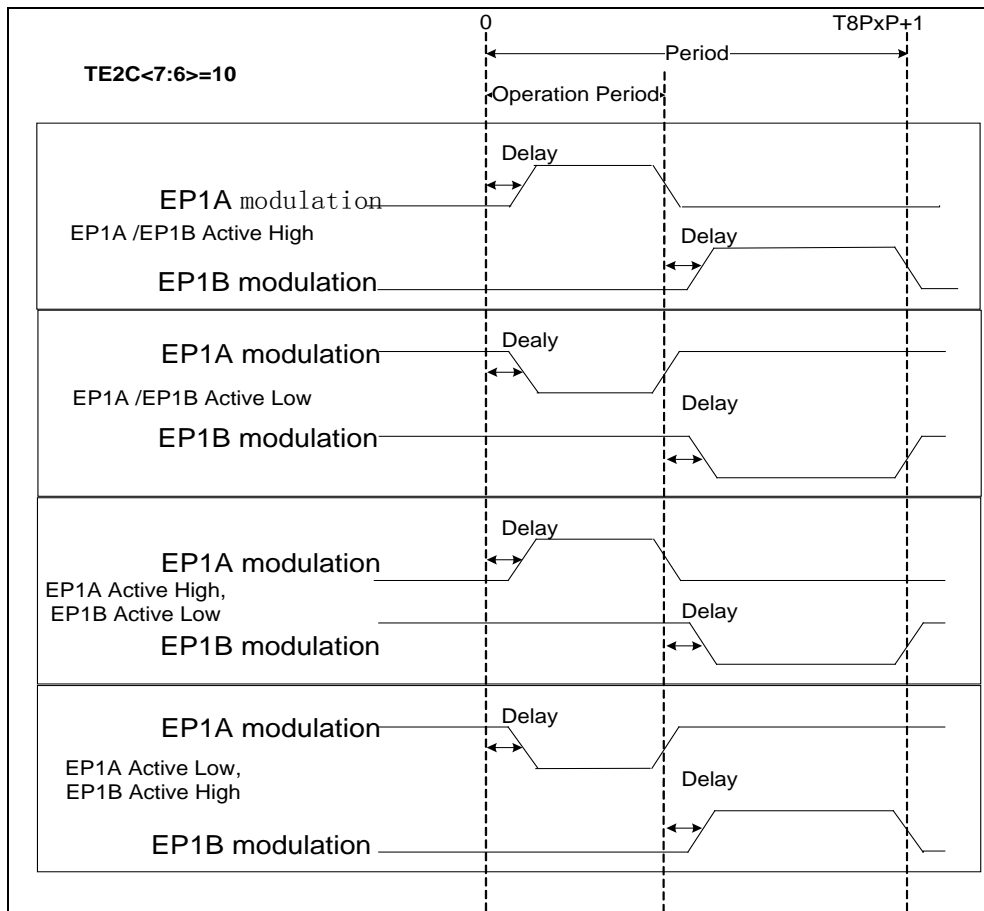 0
T8PxP+1
Period
TE2C<7:6>=10
Operation Period
Delay
EP1A modulation
EP1A /EP1B Active High
Delay
EP1B modulation
Dealy
EP1A modulation
EP1A /EP1B Active Low
Delay
EP1B modulation
Delay
EP1A modulation
EP1A Active High,
EP1B Active Low
Delay
EP1B modulation
Delay
EP1A modulation
EP1A Active Low,
EP1B Active High
Delay
EP1B modulation